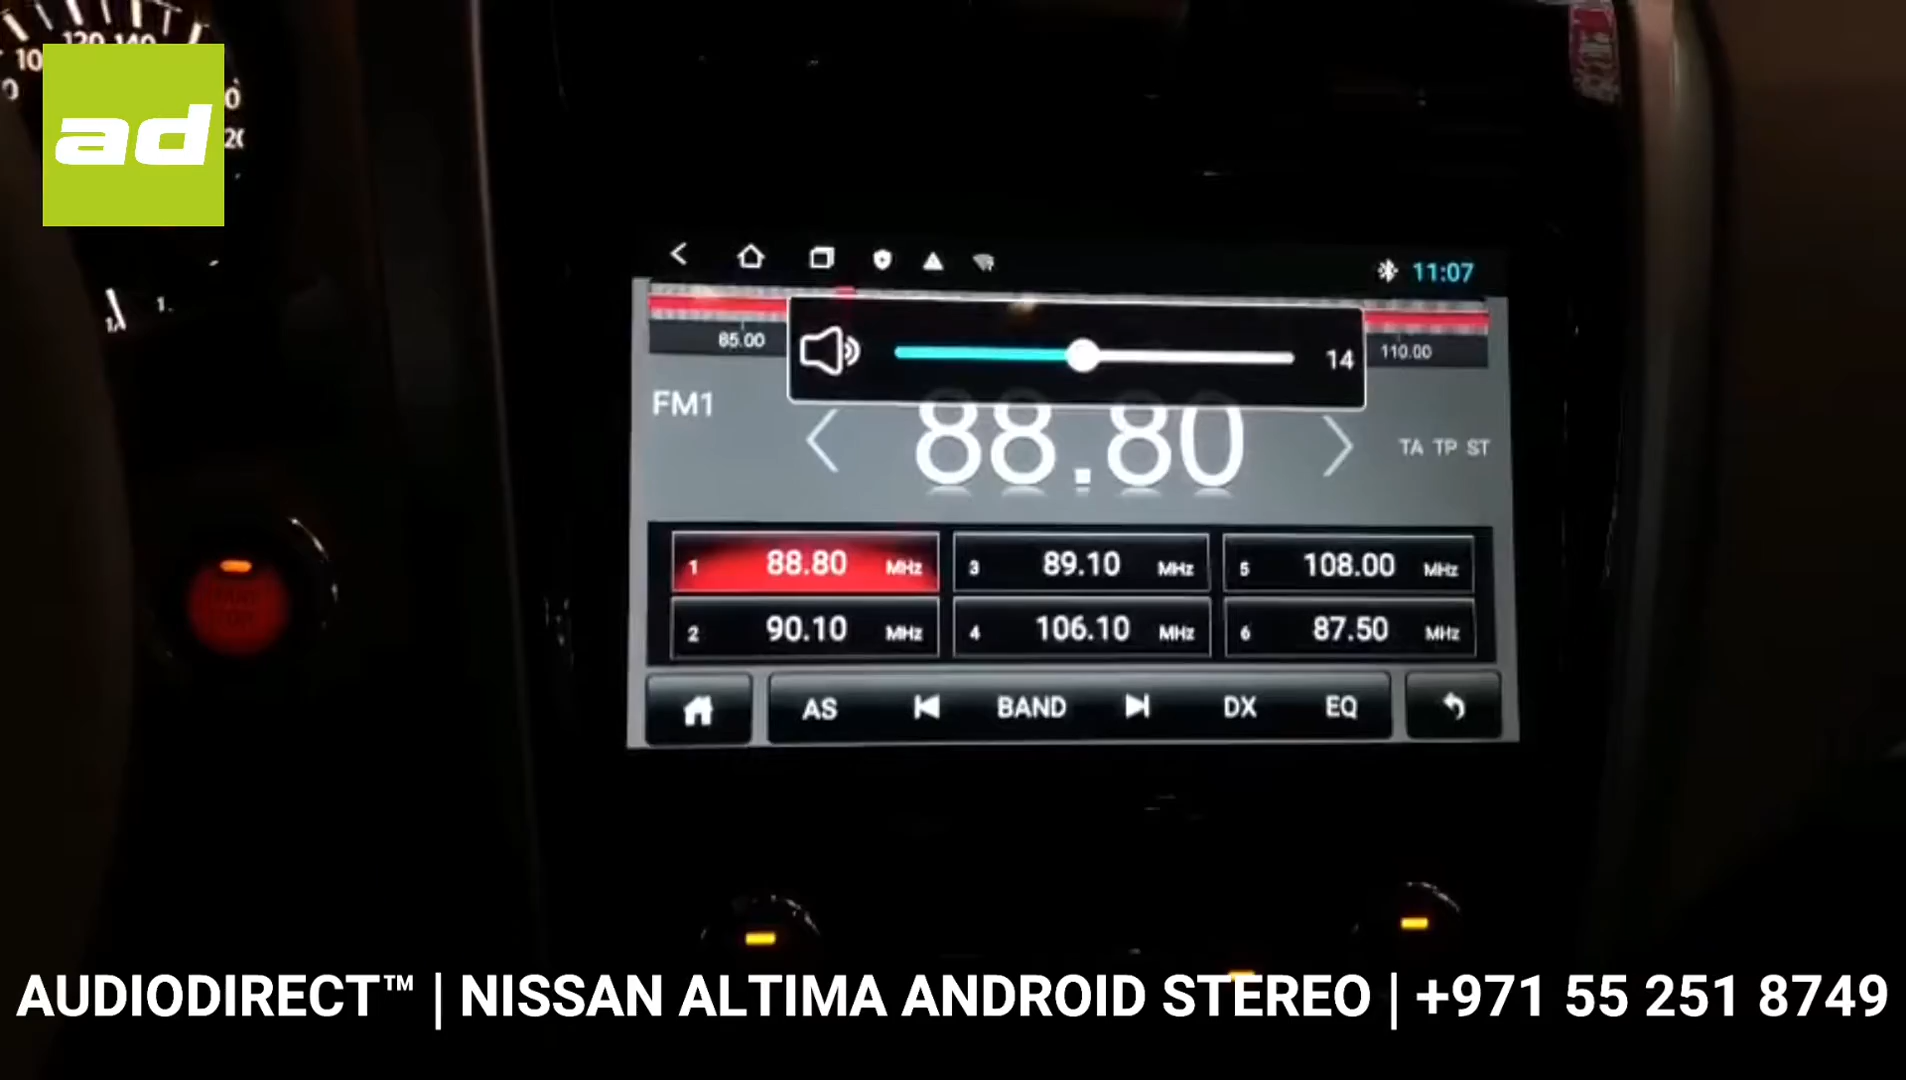 120 140
ad
11:07
85.00
14
110.00
FM1
88.80
TA TP ST
1 88.80 MHz
3 89.10 MHz
5 108.00 MHz
2 90.10 MHz
4 106.10 MHz
6 87.50 MHz
AS
BAND
DX
EQ
AUDIODIRECT™ | NISSAN ALTIMA ANDROID STEREO | +971 55 251 8749